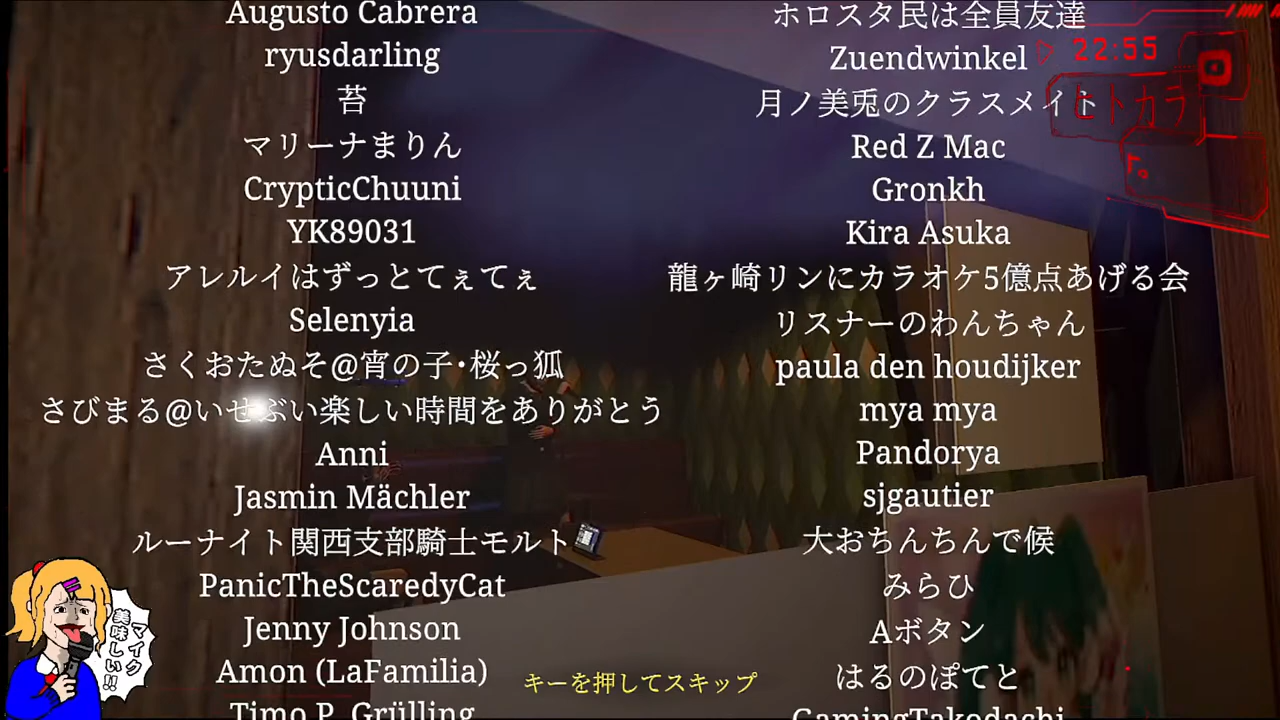 Augusto Cabrera
ryusdarling
苔
マリーナまりん
CrypticChuuni
YK89031
アレルイはずっとてぇてぇ
Selenyia
さくおたぬそ@宵の子・桜っ狐
さびまる@いせぶい楽しい時間をありがとう
Anni
Jasmin Mächler
ルーナイト関西支部騎士モルト
PanicTheScaredyCat
Jenny Johnson
Amon (LaFamilia)
Timo P. Grülling
ホロスタ民は全員友達
Zuendwinkel
月ノ美兎のクラスメイト
Red Z Mac
Gronkh
Kira Asuka
龍ヶ崎リンにカラオケ5億点あげる会
リスナーのわんちゃん
paula den houdijker
mya mya
Pandorya
sjgautier
大おちんちんで候
みらひ
Aボタン
はるのぽてと
GamingTakodachi
22:55
ヒトカラ
r。
マイク
美味しい!!
キーを押してスキップ